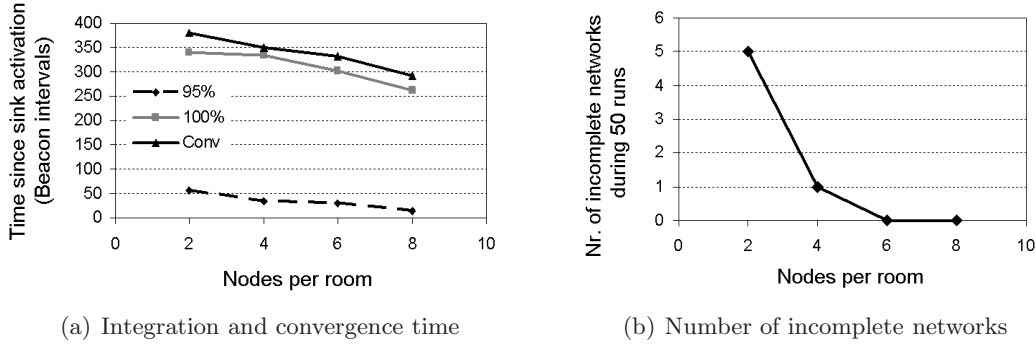 Time since sink activation
(Beacon intervals)
400
350
300
250
200
150
100
50
0
95%
100%
Conv
0 2 4 6 8 10
Nodes per room
(a) Integration and convergence time
Nr. of incomplete networks
during 50 runs
6
5
4
3
2
1
0
0 2 4 6 8 10
Nodes per room
(b) Number of incomplete networks